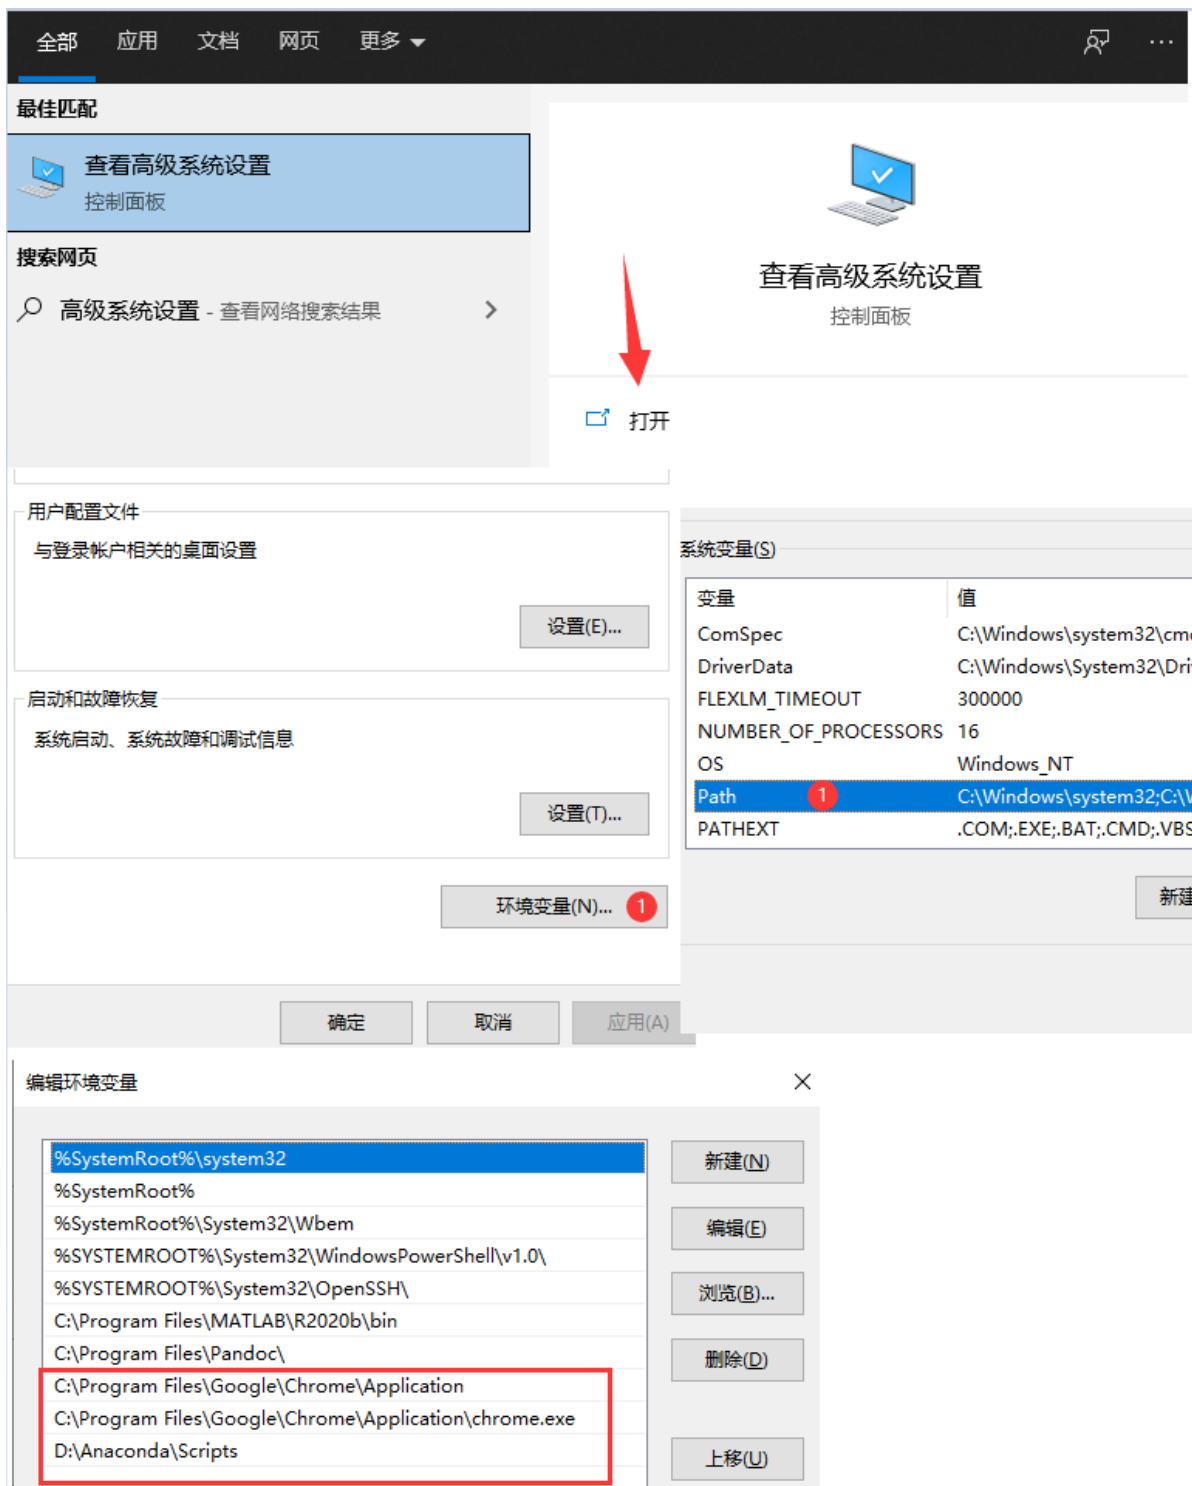 全部 应用 文档 网页 更多
最佳匹配
查看高级系统设置
控制面板
搜索网页
高级系统设置 - 查看网络搜索结果
查看高级系统设置
控制面板
打开
用户配置文件
与登录帐户相关的桌面设置
设置(E)...
启动和故障恢复
系统启动、系统故障和调试信息
设置(T)...
环境变量(N)... 1
确定 取消 应用(A)
系统变量(S)
变量 值
ComSpec C:\Windows\system32\cm
DriverData C:\Windows\System32\Dri
FLEXLM_TIMEOUT 300000
NUMBER_OF_PROCESSORS 16
OS Windows_NT
Path 1 C:\Windows\system32;C:\
PATHEXT .COM;.EXE;.BAT;.CMD;.VBS
新建
编辑环境变量
%SystemRoot%\system32
%SystemRoot%
%SystemRoot%\System32\Wbem
%SYSTEMROOT%\System32\WindowsPowerShell\v1.0\
%SYSTEMROOT%\System32\OpenSSH\
C:\Program Files\MATLAB\R2020b\bin
C:\Program Files\Pandoc\
C:\Program Files\Google\Chrome\Application
C:\Program Files\Google\Chrome\Application\chrome.exe
D:\Anaconda\Scripts
新建(N)
编辑(E)
浏览(B)...
删除(D)
上移(U)